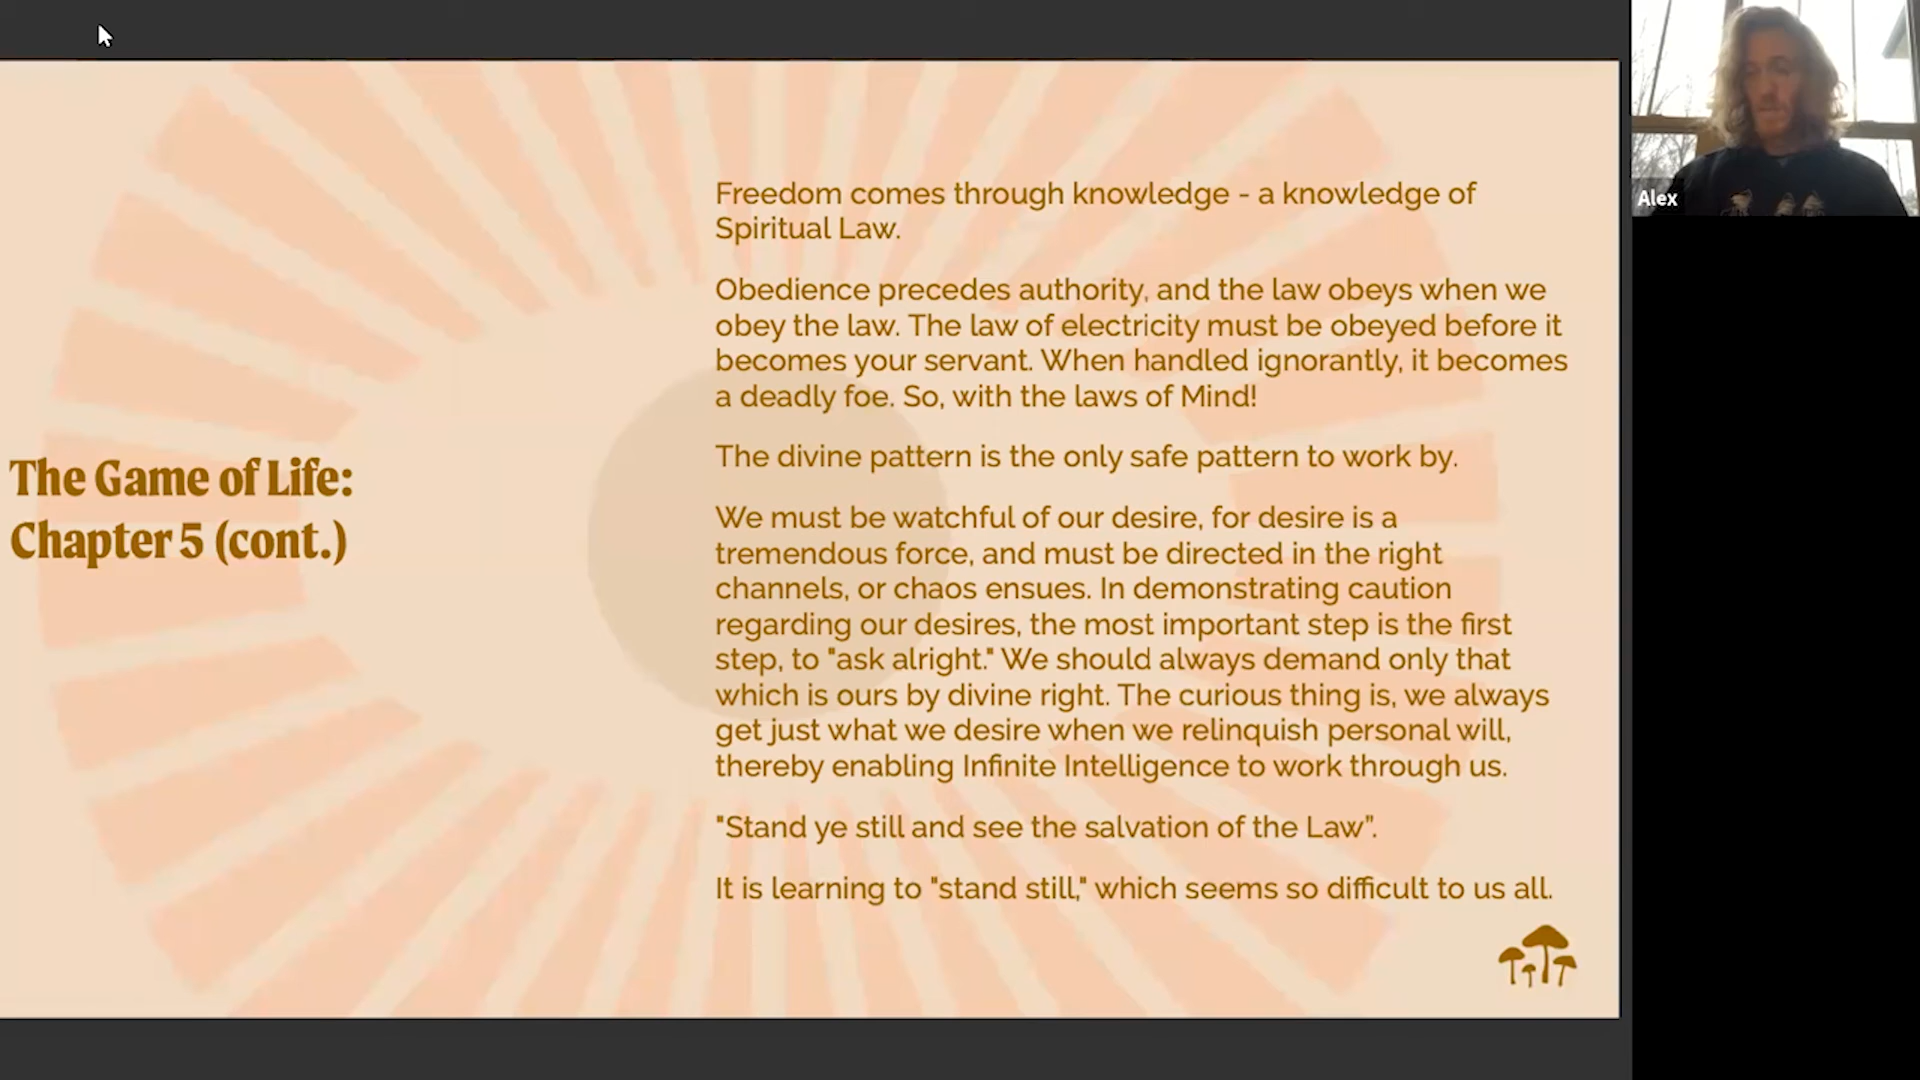 The Game of Life:
Chapter 5 (cont.)
Freedom comes through knowledge - a knowledge of
Spiritual Law.
Obedience precedes authority, and the law obeys when we
obey the law. The law of electricity must be obeyed before it
becomes your servant. When handled ignorantly, it becomes
a deadly foe. So, with the laws of Mind!
The divine pattern is the only safe pattern to work by.
We must be watchful of our desire, for desire is a
tremendous force, and must be directed in the right
channels, or chaos ensues. In demonstrating caution
regarding our desires, the most important step is the first
step, to "ask alright." We should always demand only that
which is ours by divine right. The curious thing is, we always
get just what we desire when we relinquish personal will,
thereby enabling Infinite Intelligence to work through us.
"Stand ye still and see the salvation of the Law”.
It is learning to "stand still," which seems so difficult to us all.
Alex